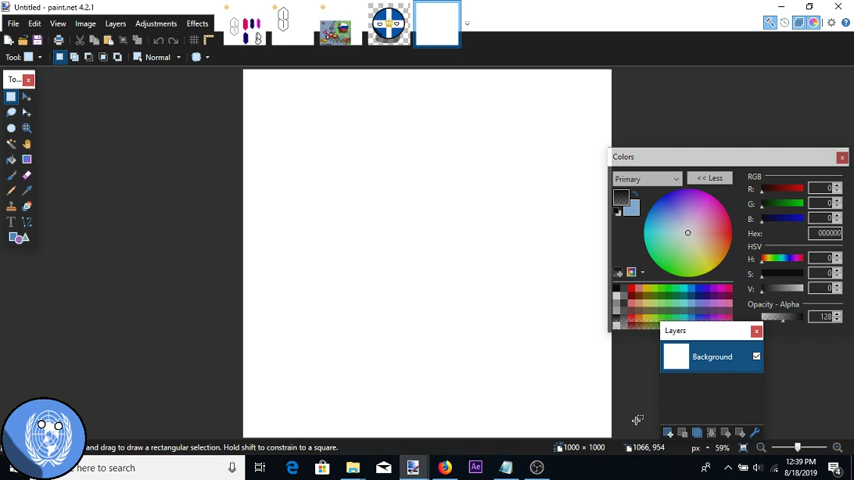 Untitled - paint.net 4.2.1
File Edit View Image Layers Adjustments Effects
Tool: Normal
To...
Colors
Primary << Less
RGB
R: 0
G: 0
B: 0
Hex: 000000
HSV
H: 0
S: 0
V: 0
Opacity - Alpha
128
Layers
Background
and drag to draw a rectangular selection. Hold shift to constrain to a square. 1000 × 1000 1066, 954 px 59%
here to search
12:39 PM
8/18/2019
4